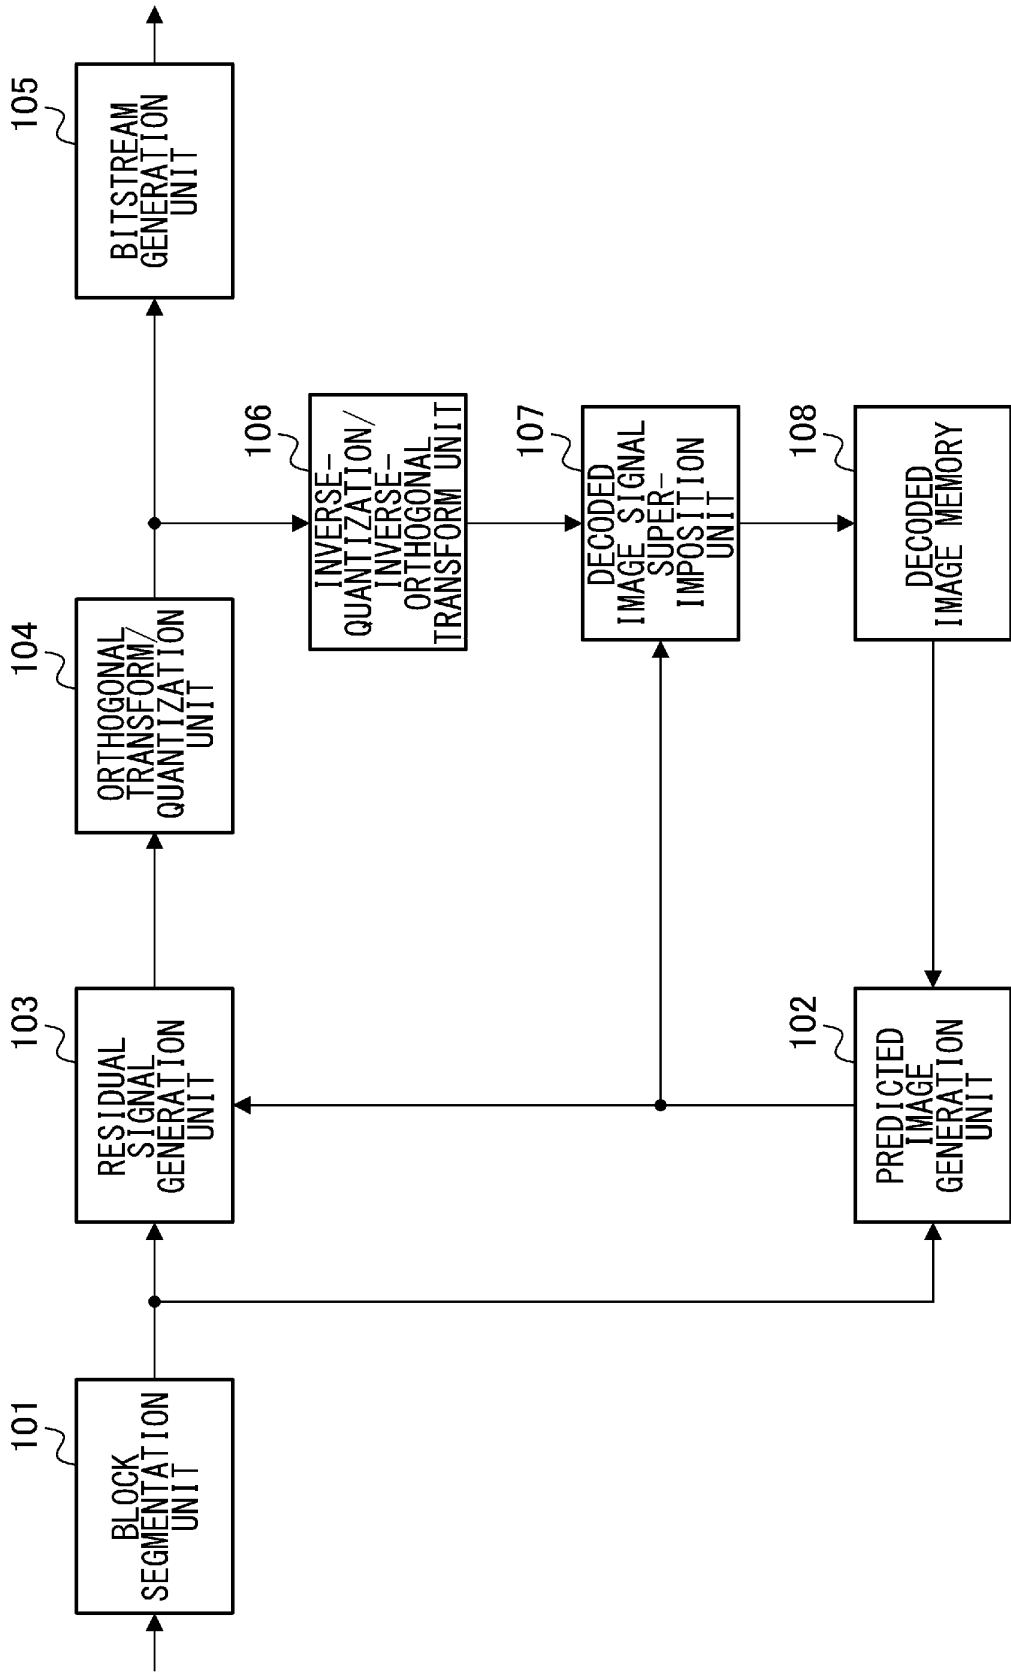 101
BLOCK
SEGMENTATION
UNIT
103
RESIDUAL
SIGNAL
GENERATION
UNIT
104
ORTHOGONAL
TRANSFORM/
QUANTIZATION
UNIT
105
BITSTREAM
GENERATION
UNIT
106
INVERSE-
QUANTIZATION/
INVERSE-
ORTHOGONAL
TRANSFORM UNIT
107
DECODED
IMAGE SIGNAL
SUPER-
IMPOSITION
UNIT
102
PREDICTED
IMAGE
GENERATION
UNIT
108
DECODED
IMAGE MEMORY